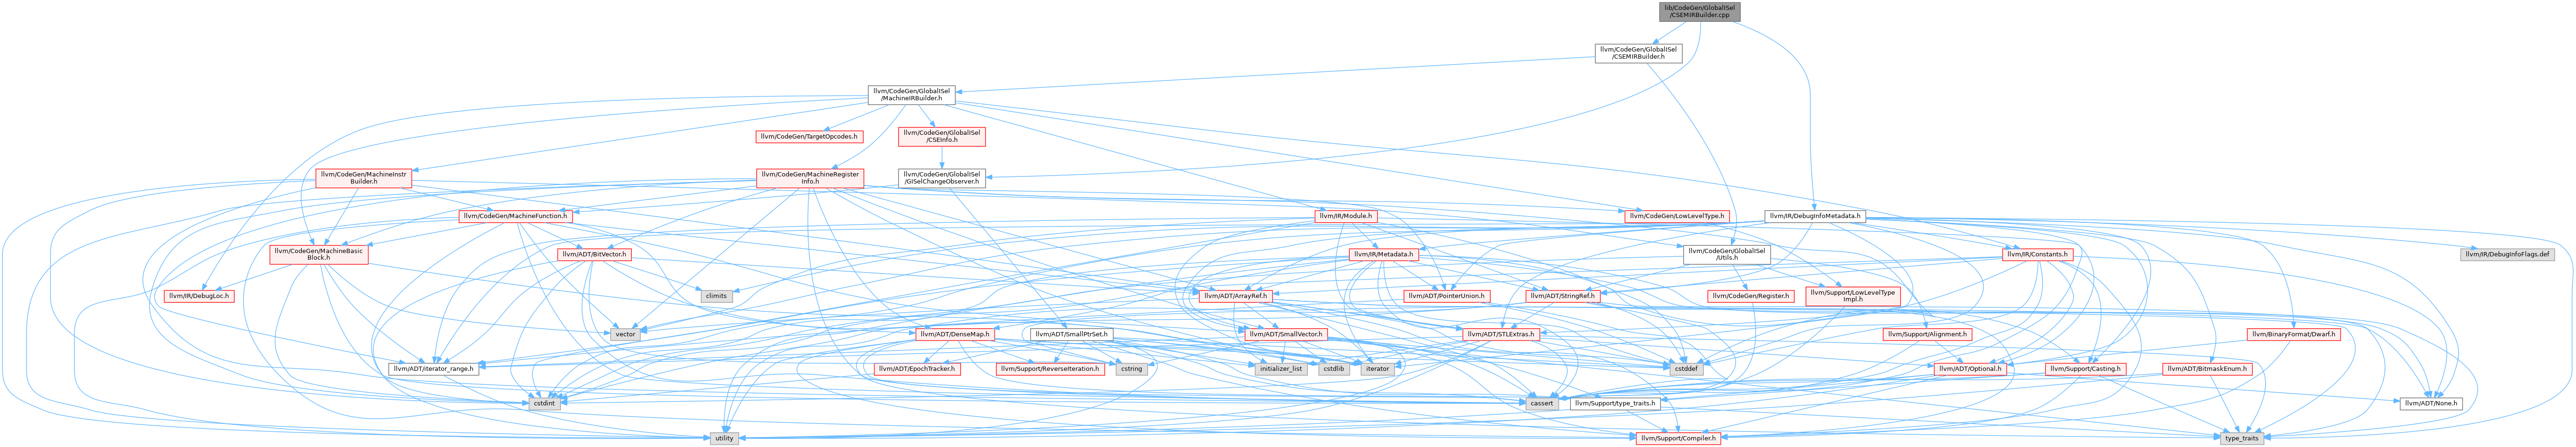 lib/CodeGen/GlobalISel
/CSEMIRBuilder.cpp
llvm/CodeGen/GlobalISel
/CSEMIRBuilder.h
llvm/CodeGen/GlobalISel
/MachineIRBuilder.h
llvm/CodeGen/TargetOpcodes.h
llvm/CodeGen/GlobalISel
/CSEInfo.h
llvm/CodeGen/MachineInstr
Builder.h
llvm/CodeGen/MachineRegister
Info.h
llvm/CodeGen/GlobalISel
/GISelChangeObserver.h
llvm/CodeGen/MachineFunction.h
llvm/IR/Module.h
llvm/CodeGen/LowLevelType.h
llvm/IR/DebugInfoMetadata.h
llvm/CodeGen/MachineBasic
Block.h
llvm/ADT/BitVector.h
llvm/IR/Metadata.h
llvm/CodeGen/GlobalISel
/Utils.h
llvm/IR/Constants.h
llvm/IR/DebugInfoFlags.def
llvm/IR/DebugLoc.h
climits
llvm/ADT/ArrayRef.h
llvm/ADT/PointerUnion.h
llvm/ADT/StringRef.h
llvm/CodeGen/Register.h
llvm/Support/LowLevelType
Impl.h
vector
llvm/ADT/DenseMap.h
llvm/ADT/SmallPtrSet.h
llvm/ADT/SmallVector.h
llvm/ADT/STLExtras.h
llvm/Support/Alignment.h
llvm/BinaryFormat/Dwarf.h
llvm/ADT/iterator_range.h
llvm/ADT/EpochTracker.h
llvm/Support/ReverseIteration.h
cstring
initializer_list
cstdlib
iterator
cstddef
llvm/ADT/Optional.h
llvm/Support/Casting.h
llvm/ADT/BitmaskEnum.h
cstdint
cassert
llvm/Support/type_traits.h
llvm/ADT/None.h
utility
llvm/Support/Compiler.h
type_traits